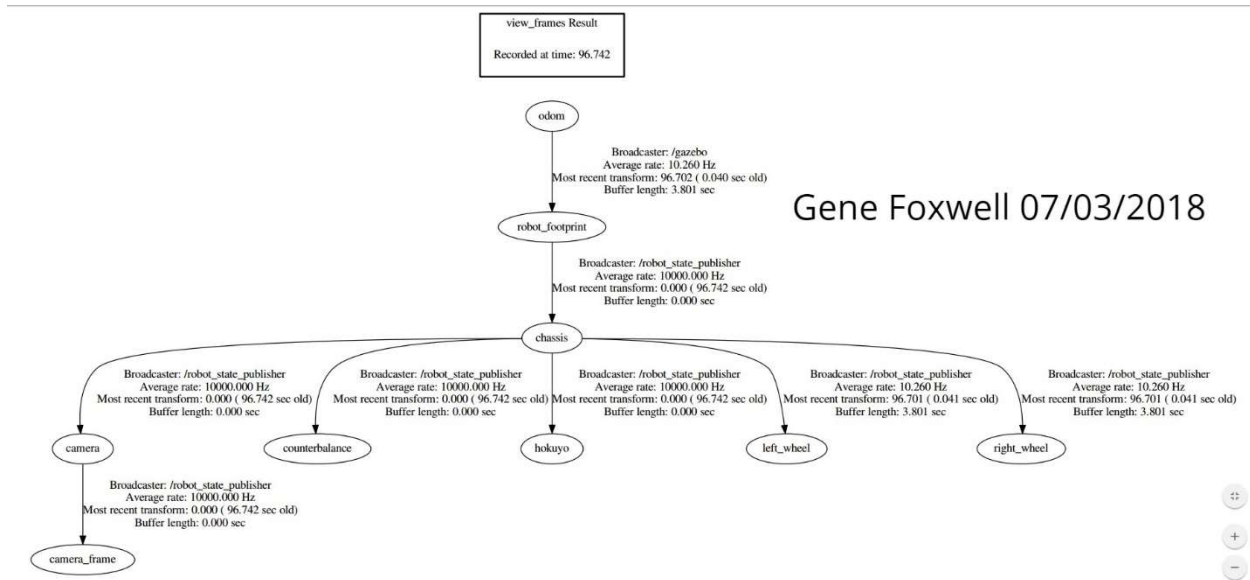 view_frames Result
Recorded at time: 96.742
odom
Broadcaster: /gazebo
Average rate: 10.260 Hz
Most recent transform: 96.702 ( 0.040 sec old)
Buffer length: 3.801 sec
Gene Foxwell 07/03/2018
robot_footprint
Broadcaster: /robot_state_publisher
Average rate: 10000.000 Hz
Most recent transform: 0.000 ( 96.742 sec old)
Buffer length: 0.000 sec
chassis
Broadcaster: /robot_state_publisher
Average rate: 10000.000 Hz
Most recent transform: 0.000 ( 96.742 sec old)
Buffer length: 0.000 sec
Broadcaster: /robot_state_publisher
Average rate: 10000.000 Hz
Most recent transform: 0.000 ( 96.742 sec old)
Buffer length: 0.000 sec
Broadcaster: /robot_state_publisher
Average rate: 10000.000 Hz
Most recent transform: 0.000 ( 96.742 sec old)
Buffer length: 0.000 sec
Broadcaster: /robot_state_publisher
Average rate: 10.260 Hz
Most recent transform: 96.701 ( 0.041 sec old)
Buffer length: 3.801 sec
Broadcaster: /robot_state_publisher
Average rate: 10.260 Hz
Most recent transform: 96.701 ( 0.041 sec old)
Buffer length: 3.801 sec
camera
counterbalance
hokuyo
left_wheel
right_wheel
Broadcaster: /robot_state_publisher
Average rate: 10000.000 Hz
Most recent transform: 0.000 ( 96.742 sec old)
Buffer length: 0.000 sec
camera_frame